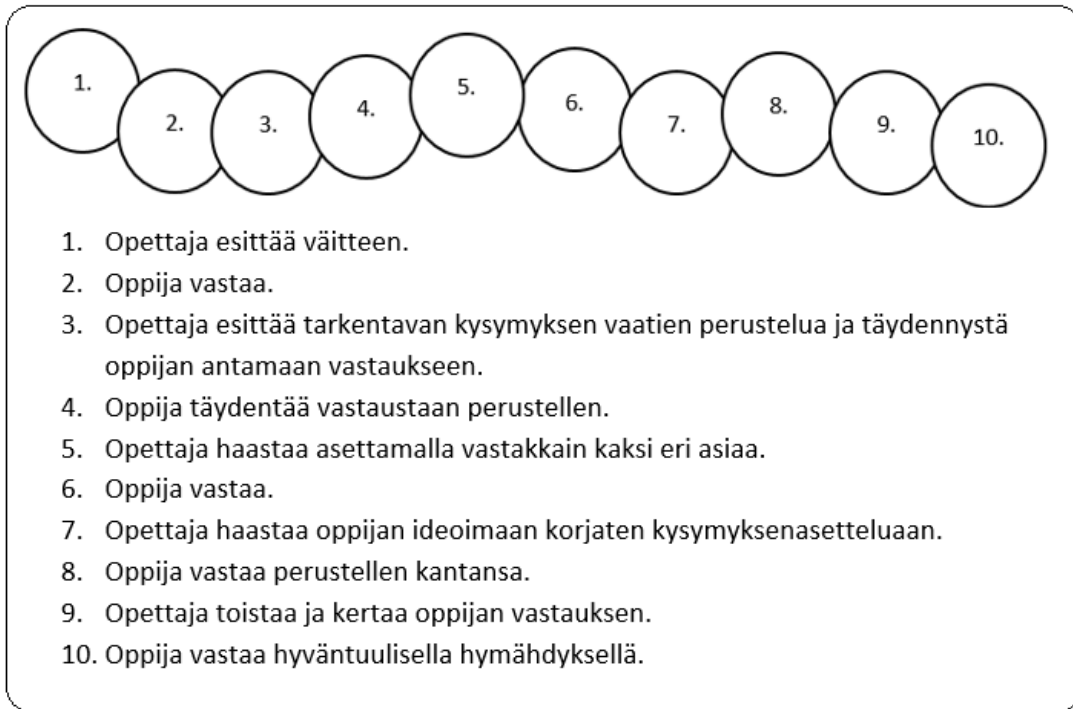 1. 2. 3. 4. 5. 6. 7. 8. 9. 10.
1. Opettaja esittää väitteen.
2. Oppija vastaa.
3. Opettaja esittää tarkentavan kysymyksen vaatien perustelua ja täydennystä
oppijan antamaan vastaukseen.
4. Oppija täydentää vastaustaan perustellen.
5. Opettaja haastaa asettamalla vastakkain kaksi eri asiaa.
6. Oppija vastaa.
7. Opettaja haastaa oppijan ideoimaan korjaten kysymyksenasetteluaan.
8. Oppija vastaa perustellen kantansa.
9. Opettaja toistaa ja kertaa oppijan vastauksen.
10. Oppija vastaa hyväntuulisella hymähdyksellä.